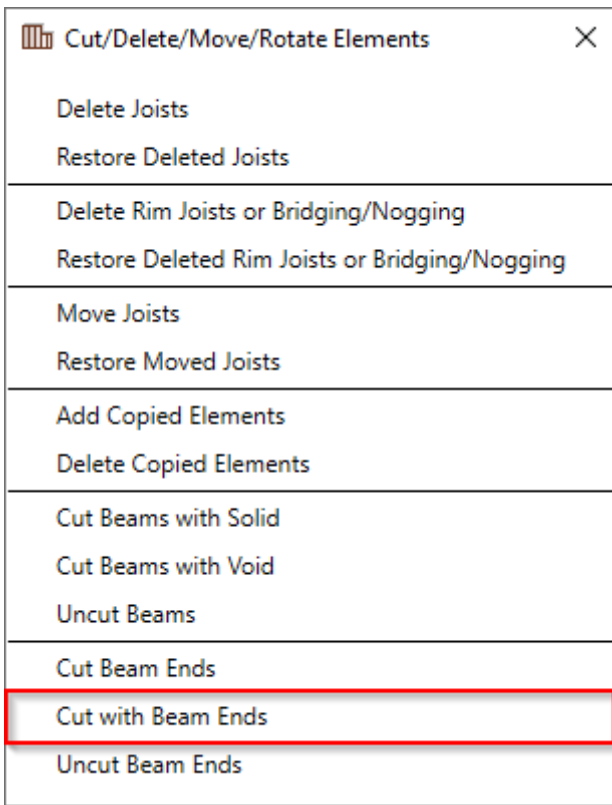 Cut/Delete/Move/Rotate Elements
Delete Joists
Restore Deleted Joists
Delete Rim Joists or Bridging/Nogging
Restore Deleted Rim Joists or Bridging/Nogging
Move Joists
Restore Moved Joists
Add Copied Elements
Delete Copied Elements
Cut Beams with Solid
Cut Beams with Void
Uncut Beams
Cut Beam Ends
Cut with Beam Ends
Uncut Beam Ends